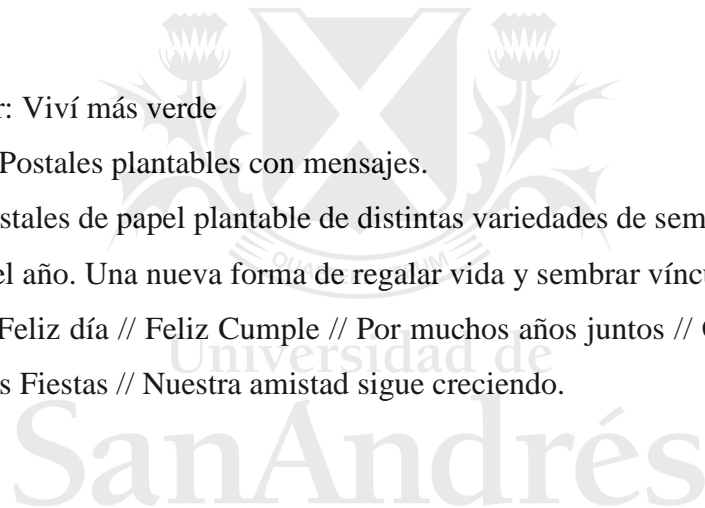 r: Viví más verde
Postales plantables con mensajes.
stales de papel plantable de distintas variedades de sem
el año. Una nueva forma de regalar vida y sembrar víncu
Feliz día // Feliz Cumple // Por muchos años juntos //
s Fiestas // Nuestra amistad sigue creciendo.
Universidad de
SanAndrés